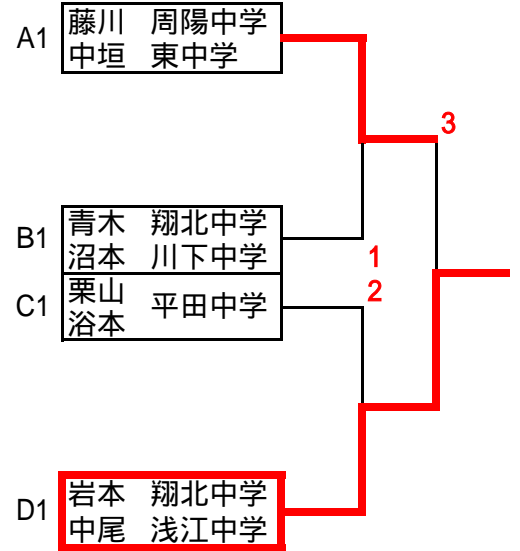 A1 藤川 周陽中学
中垣 東中学
3
B1 青木 翔北中学
沼本 川下中学
1
C1 栗山 平田中学
浴本
2
D1 岩本 翔北中学
中尾 浅江中学